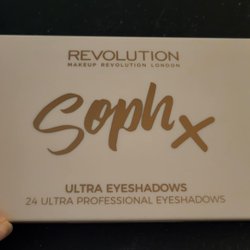 REVOLUTION
MAKEUP REVOLUTION LONDON
Soph x
ULTRA EYESHADOWS
24 ULTRA PROFESSIONAL EYESHADOWS